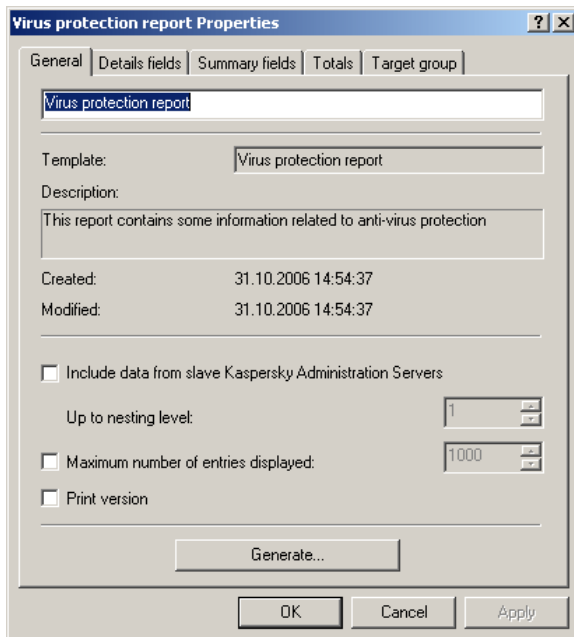 Virus protection report Properties
General Details fields Summary fields Totals Target group
Virus protection report
Template: Virus protection report
Description:
This report contains some information related to anti-virus protection
Created: 31.10.2006 14:54:37
Modified: 31.10.2006 14:54:37
Include data from slave Kaspersky Administration Servers
Up to nesting level: 1
Maximum number of entries displayed: 1000
Print version
Generate...
OK Cancel Apply